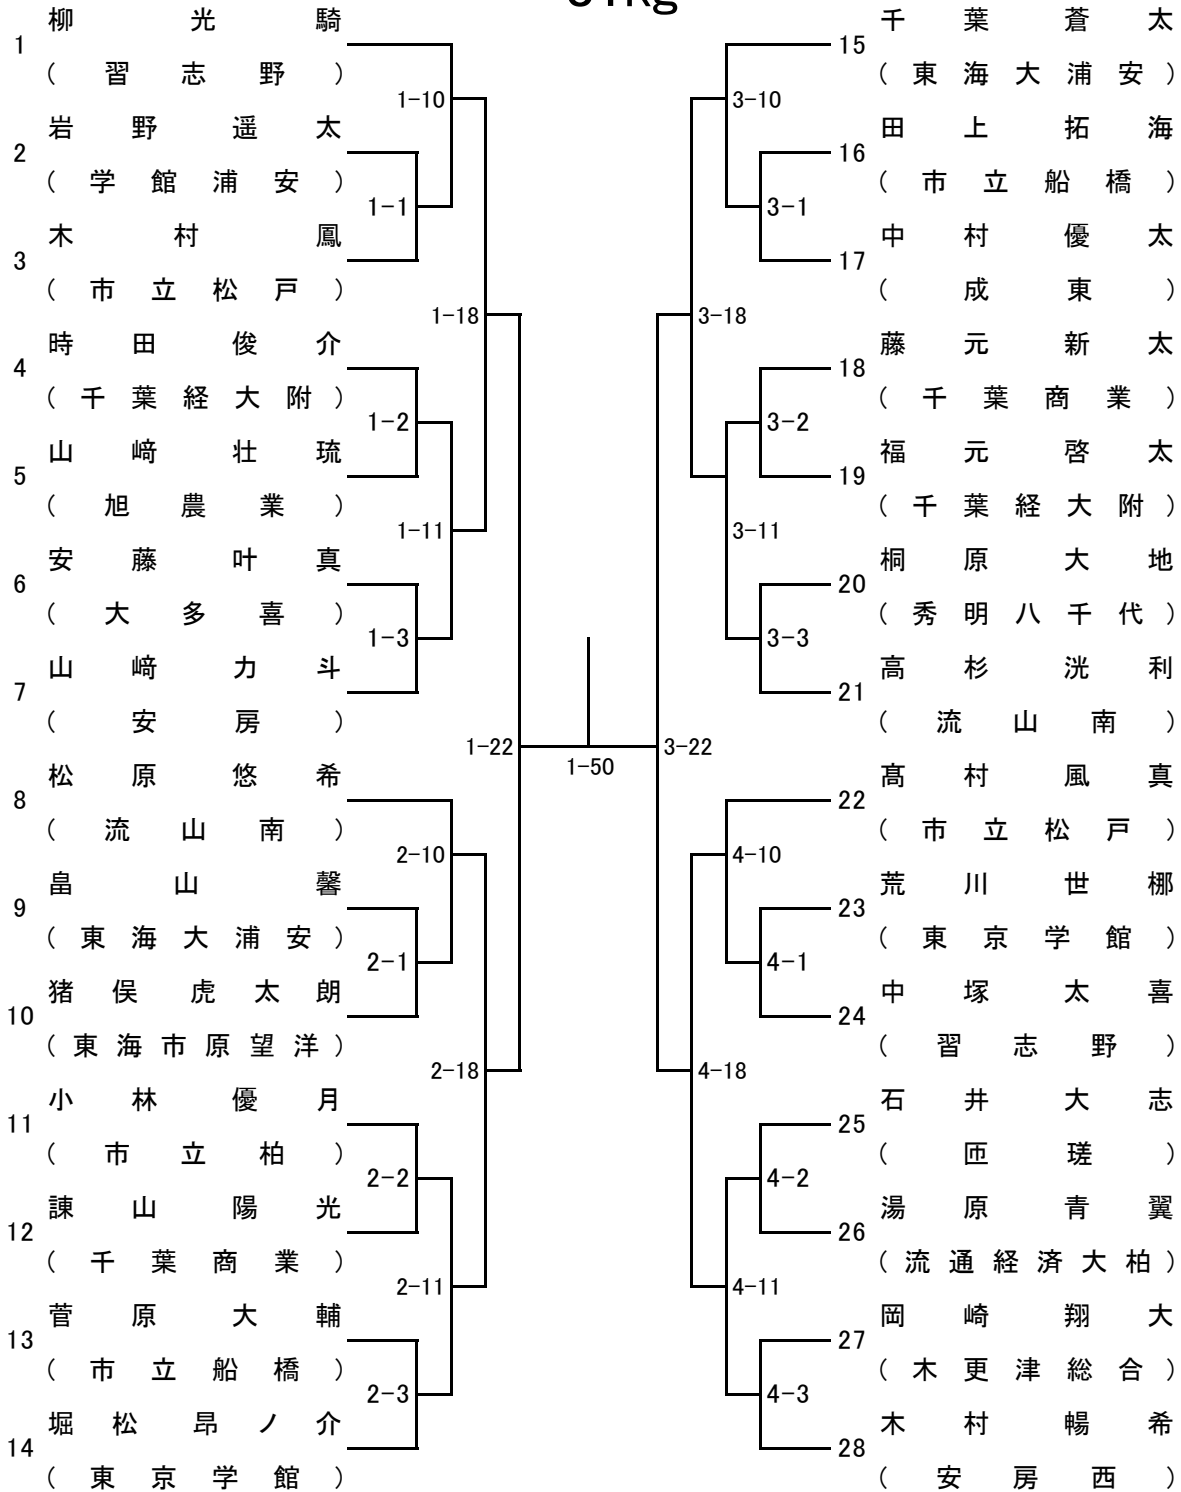 1 柳光騎
(習志野)
2 岩野遥太
(学館浦安)
3 木村鳳
(市立松戸)
4 時田俊介
(千葉経大附)
5 山﨑壮琉
(旭農業)
6 安藤叶真
(大多喜)
7 山﨑力斗
(安房)
8 松原悠希
(流山南)
9 畠山馨
(東海大浦安)
10 猪俣虎太朗
(東海市原望洋)
11 小林優月
(市立柏)
12 諌山陽光
(千葉商業)
13 菅原大輔
(市立船橋)
14 堀松昂ノ介
(東京学館)
1-10
1-1
1-18
1-2
1-11
1-3
1-22
2-10
2-1
2-18
2-2
2-11
2-3
1-50
3-10
3-1
3-18
3-2
3-11
3-3
3-22
4-10
4-1
4-18
4-2
4-11
4-3
15 千葉蒼太
(東海大浦安)
16 田上拓海
(市立船橋)
17 中村優太
(成東)
18 藤元新太
(千葉商業)
19 福元啓太
(千葉経大附)
20 桐原大地
(秀明八千代)
21 高杉洸利
(流山南)
22 髙村風真
(市立松戸)
23 荒川世梛
(東京学館)
24 中塚太喜
(習志野)
25 石井大志
(匝瑳)
26 湯原青翼
(流通経済大柏)
27 岡崎翔大
(木更津総合)
28 木村暢希
(安房西)